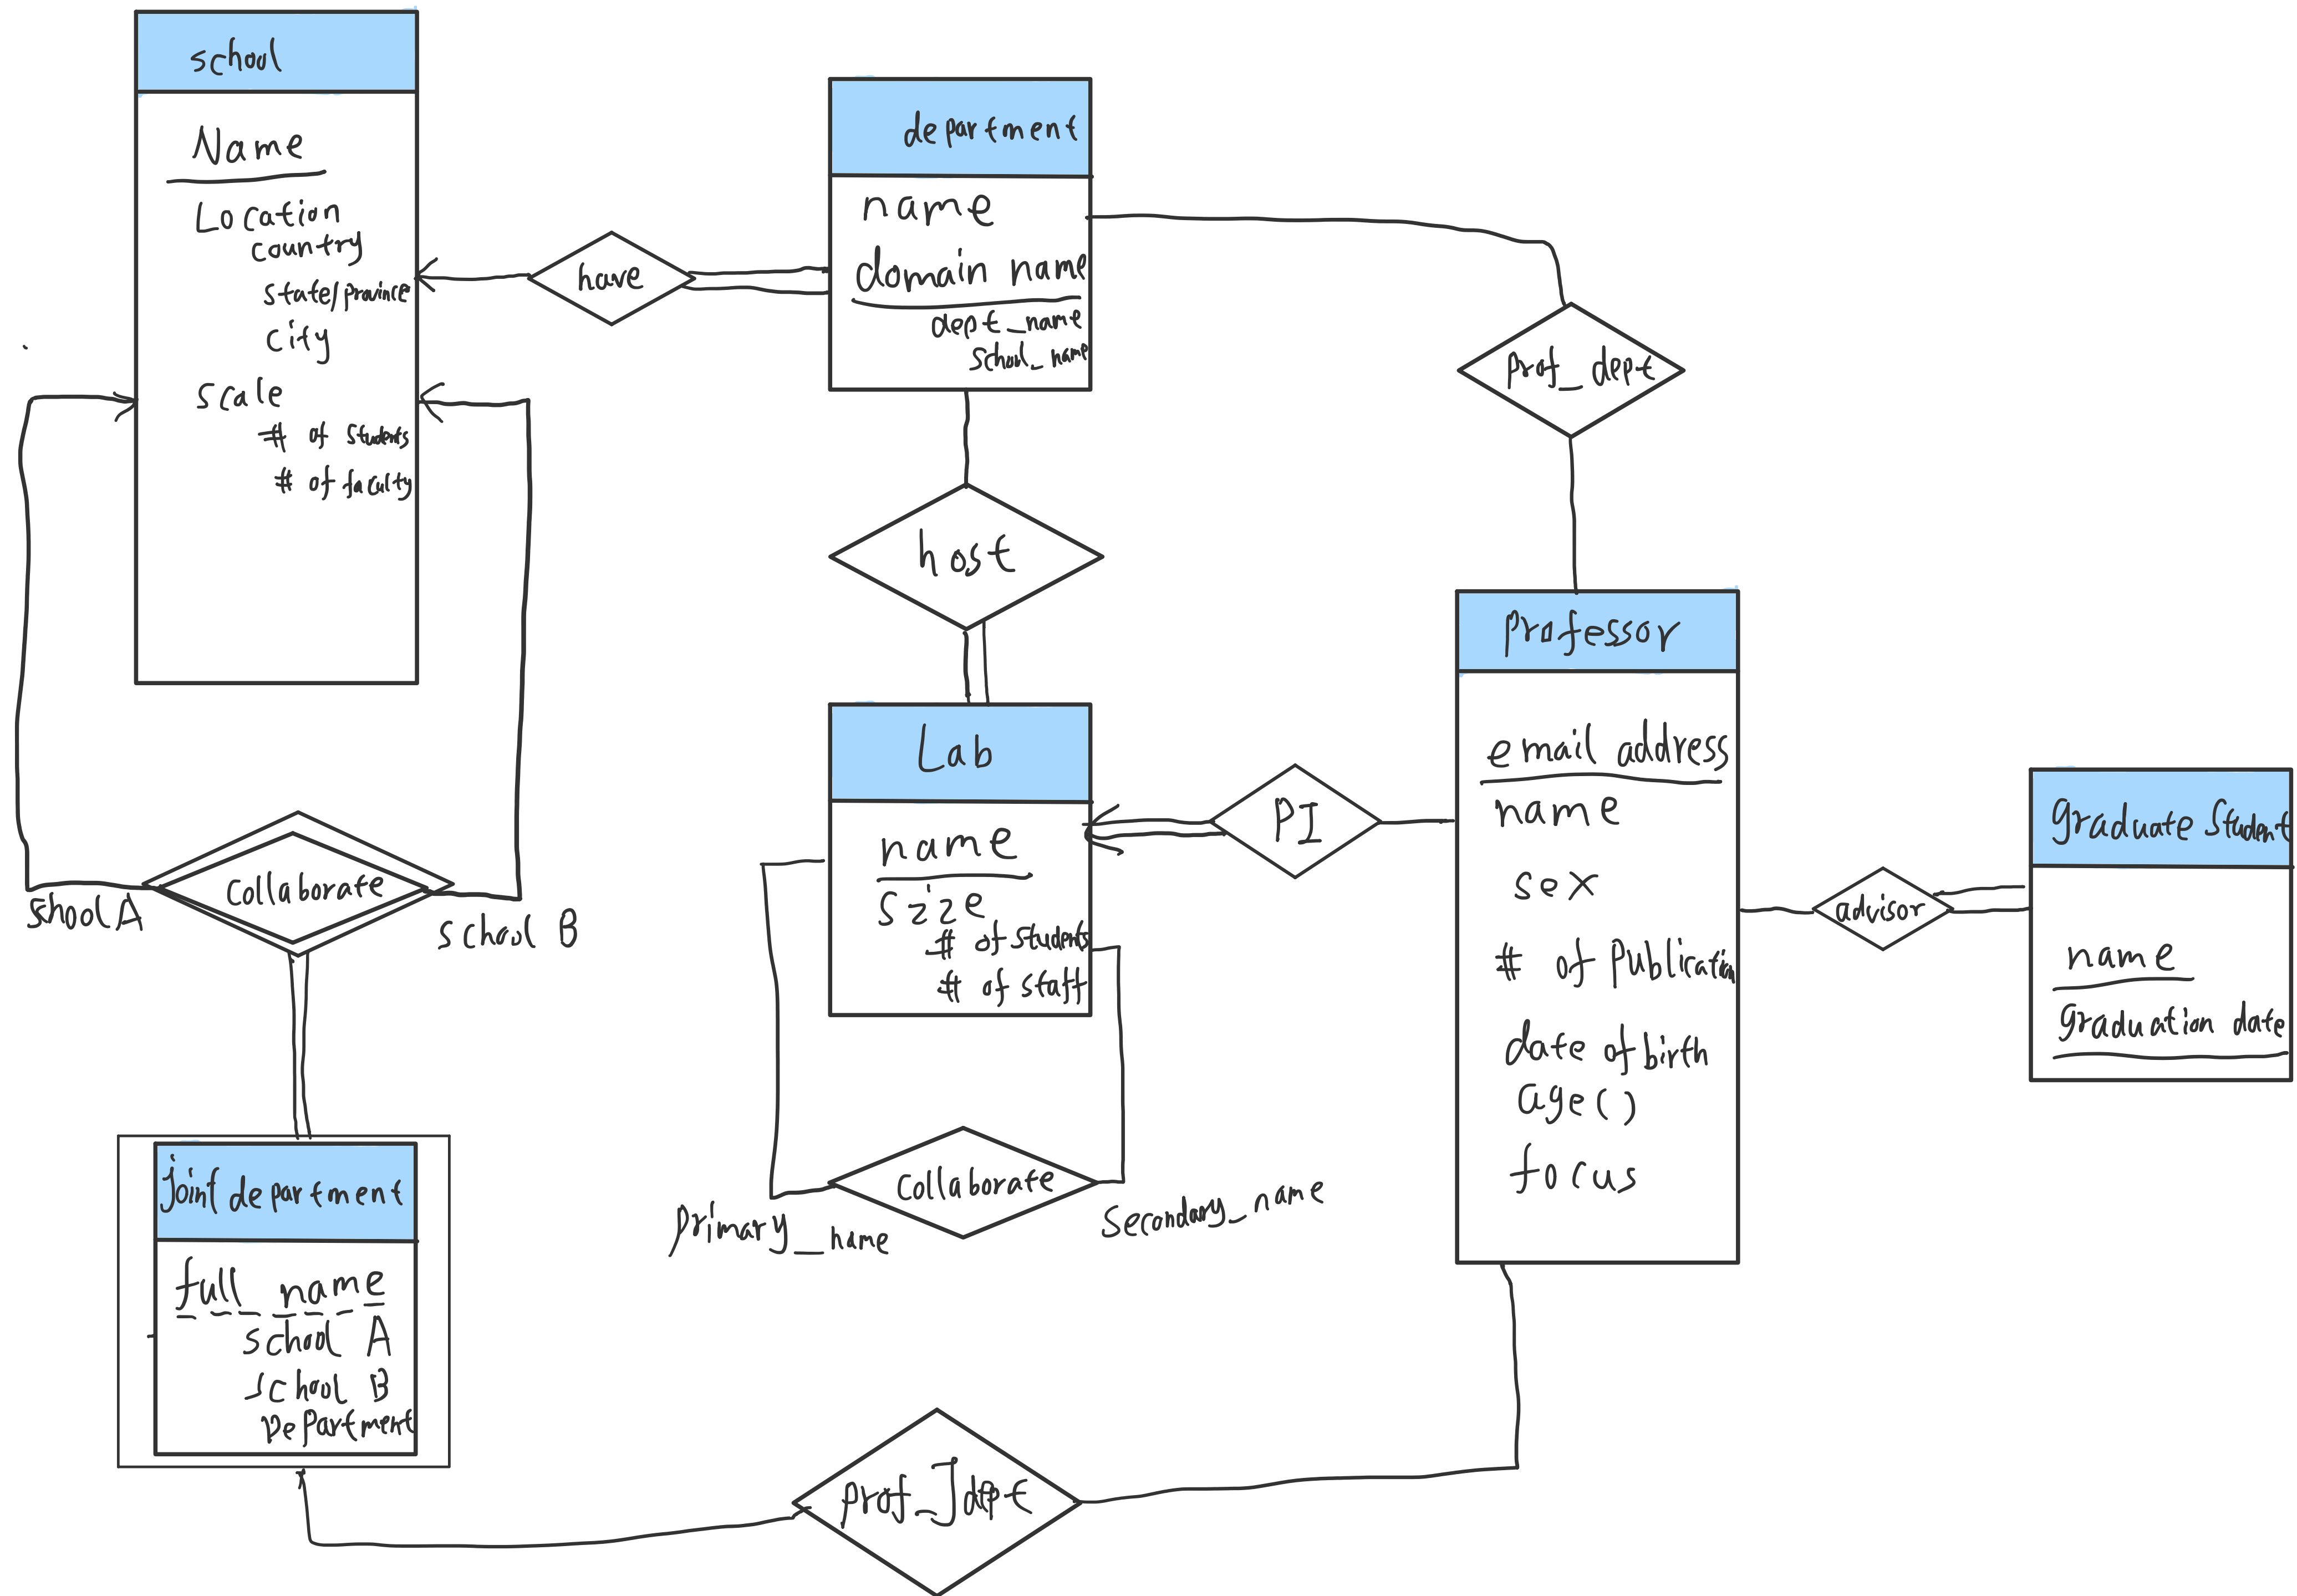 school
Name
Location
country
state/province
city
scale
# of students
# of faculty
have
department
name
domain name
dept_name
school_name
prof_dept
host
Lab
name
size
# of students
# of staff
PI
professor
email address
name
sex
# of publication
date of birth
age()
focus
advisor
graduate student
name
graduation date
collaborate
school A
school B
joint department
full name
school A
school B
Department
collaborate
primary_name
secondary_name
prof_Jdept